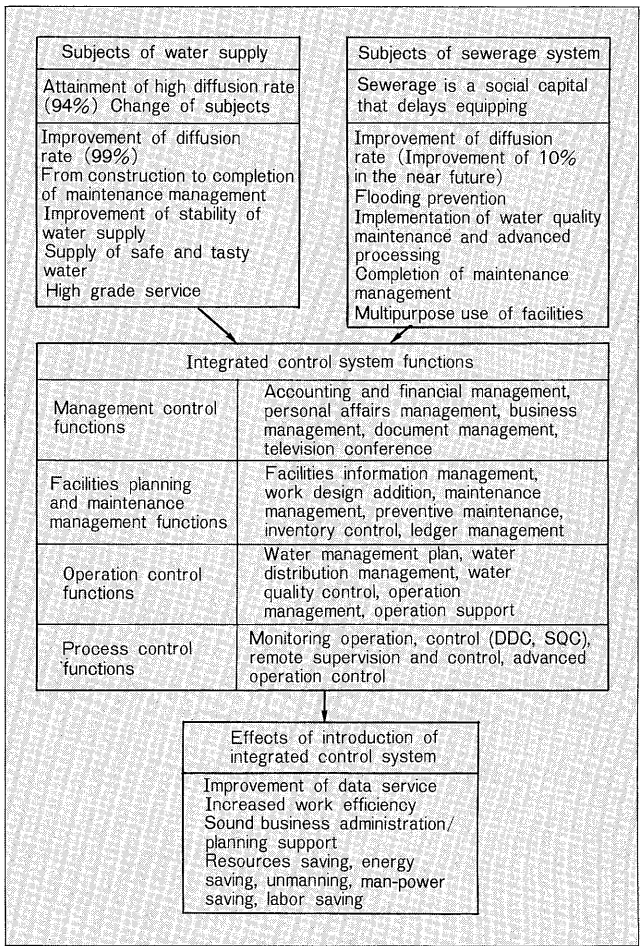 Subjects of water supply
Attainment of high diffusion rate
(94%) Change of subjects
Improvement of diffusion
rate (99%)
From construction to completion
of maintenance management
Improvement of stability of
water supply
Supply of safe and tasty
water
High grade service
Subjects of sewerage system
Sewerage is a social capital
that delays equipping
Improvement of diffusion
rate (Improvement of 10%
in the near future)
Flooding prevention
Implementation of water quality
maintenance and advanced
processing
Completion of maintenance
management
Multipurpose use of facilities
Integrated control system functions
Management control
functions
Accounting and financial management,
personal affairs management, business
management, document management,
television conference
Facilities planning
and maintenance
management functions
Facilities information management,
work design addition, maintenance
management, preventive maintenance,
inventory control, ledger management
Operation control
functions
Water management plan, water
distribution management, water
quality control, operation
management, operation support
Process control
functions
Monitoring operation, control (DDC, SQC),
remote supervision and control, advanced
operation control
Effects of introduction of
integrated control system
Improvement of data service
Increased work efficiency
Sound business administration/
planning support
Resources saving, energy
saving, unmanning, man-power
saving, labor saving